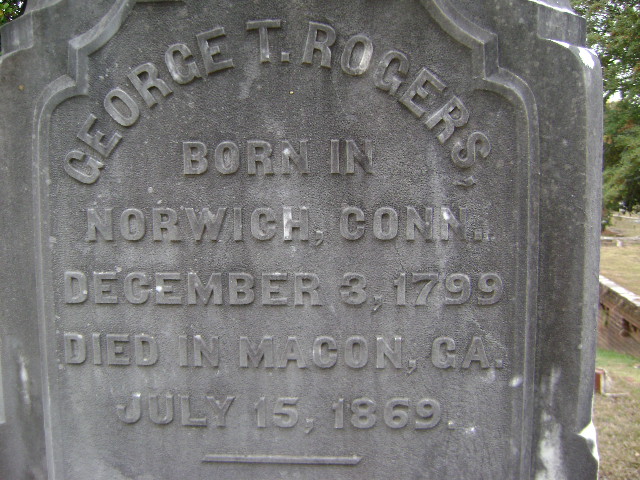 GEORGE T. ROGERS,
BORN IN
NORWICH, CONN.,
DECEMBER 3, 1799
DIED IN MACON, GA.
JULY 15, 1869.